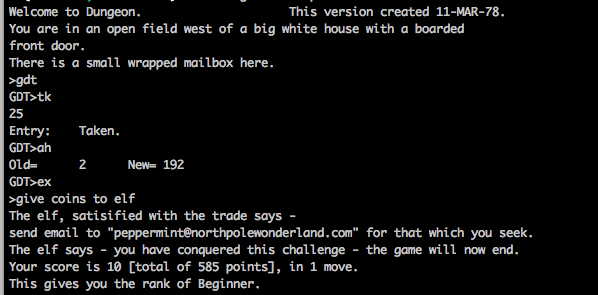 Welcome to Dungeon. This version created 11-MAR-78.
You are in an open field west of a big white house with a boarded
front door.
There is a small wrapped mailbox here.
>gdt
GDT>tk
25
Entry: Taken.
GDT>ah
Old= 2 New= 192
GDT>ex
>give coins to elf
The elf, satisified with the trade says -
send email to "peppermint@northpolewonderland.com" for that which you seek.
The elf says - you have conquered this challenge - the game will now end.
Your score is 10 [total of 585 points], in 1 move.
This gives you the rank of Beginner.